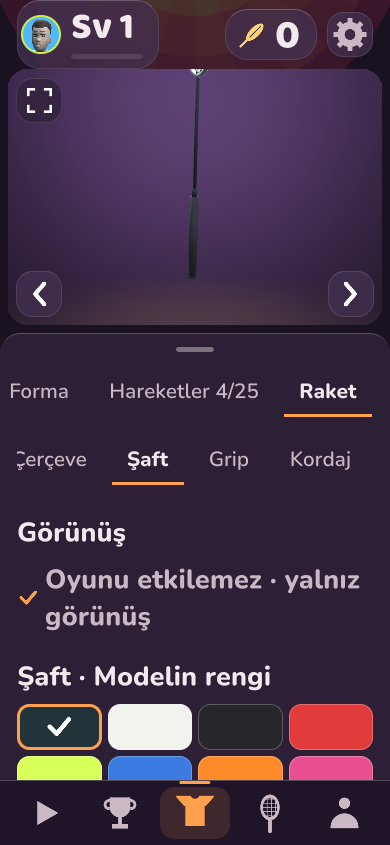 Sv 1
0
Forma Hareketler 4/25 Raket
Çerçeve Şaft Grip Kordaj
Görünüş
Oyunu etkilemez · yalnız
görünüş
Şaft · Modelin rengi